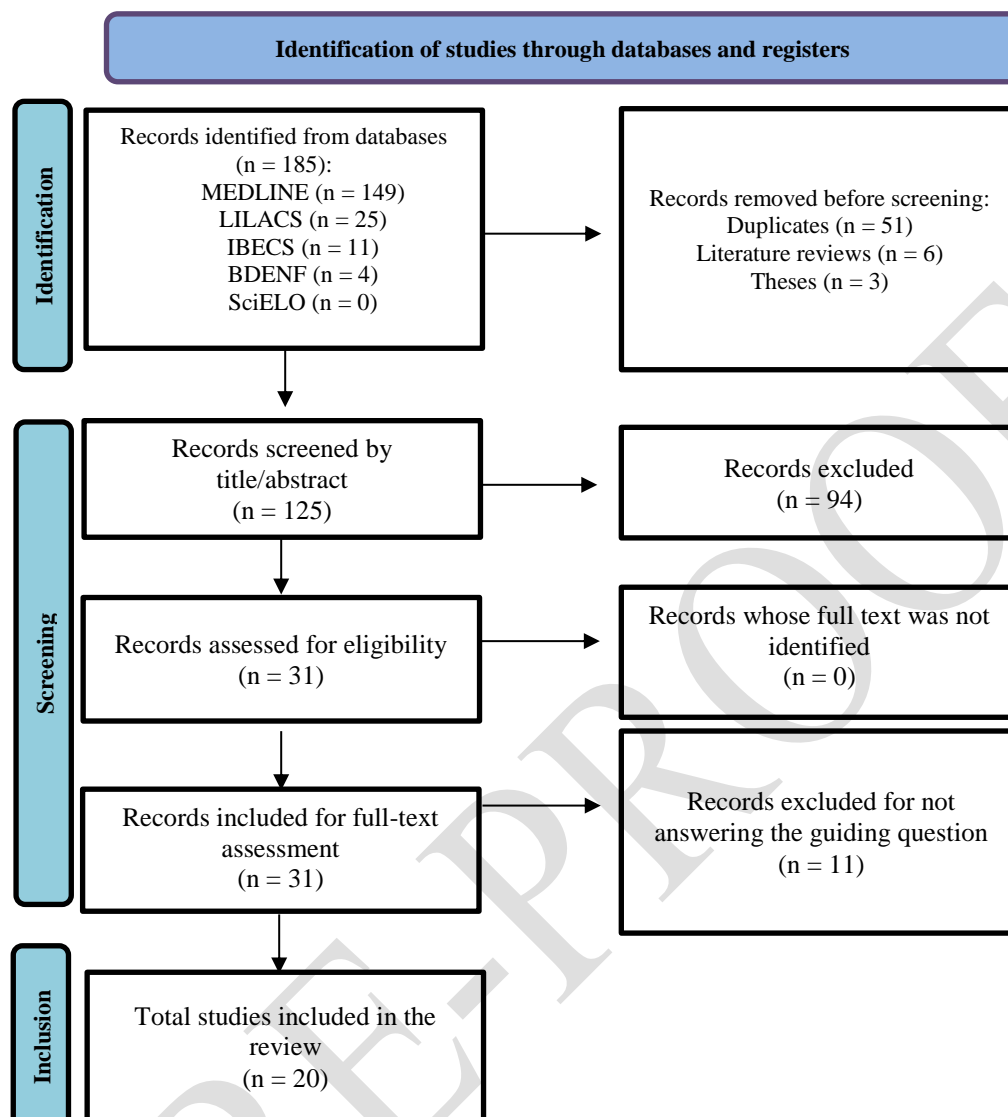 Identification of studies through databases and registers
Identification
Records identified from databases
(n = 185):
MEDLINE (n = 149)
LILACS (n = 25)
IBECS (n = 11)
BDENF (n = 4)
SciELO (n = 0)
Records removed before screening:
Duplicates (n = 51)
Literature reviews (n = 6)
Theses (n = 3)
Screening
Records screened by
title/abstract
(n = 125)
Records excluded
(n = 94)
Records assessed for eligibility
(n = 31)
Records whose full text was not
identified
(n = 0)
Records included for full-text
assessment
(n = 31)
Records excluded for not
answering the guiding question
(n = 11)
Inclusion
Total studies included in the
review
(n = 20)
RE-PROOF